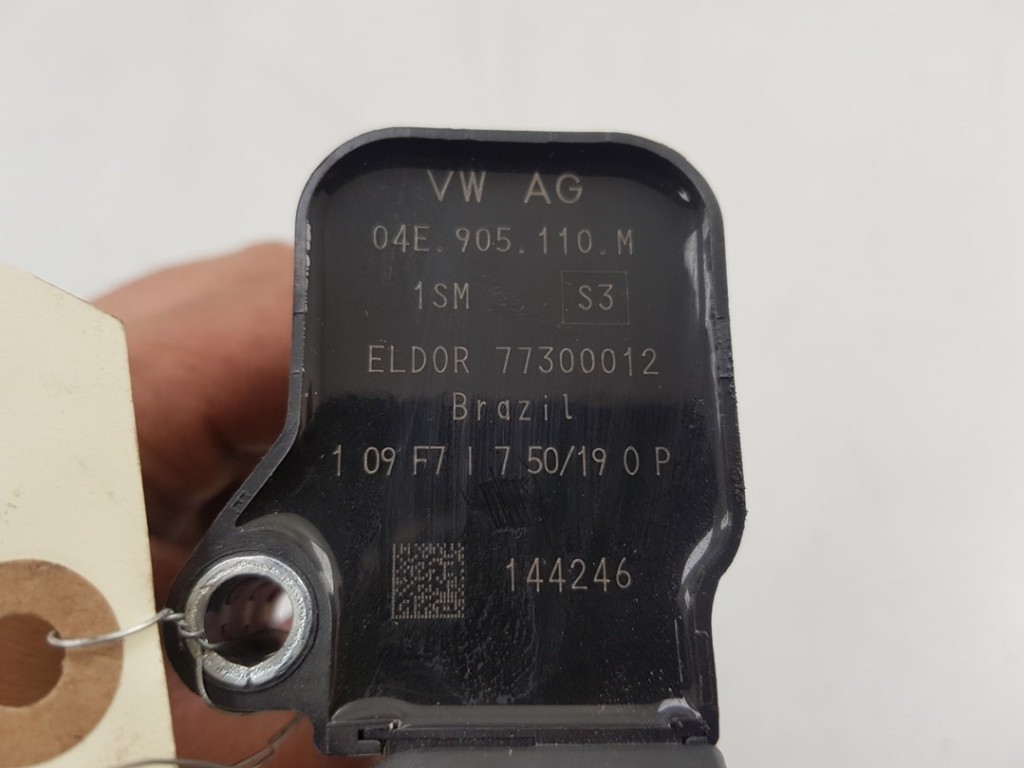 VW AG
04E.905.110.M
1SM S3
ELDOR 77300012
Brazil
1 09 F7 I 7 50/19 0 P
144246